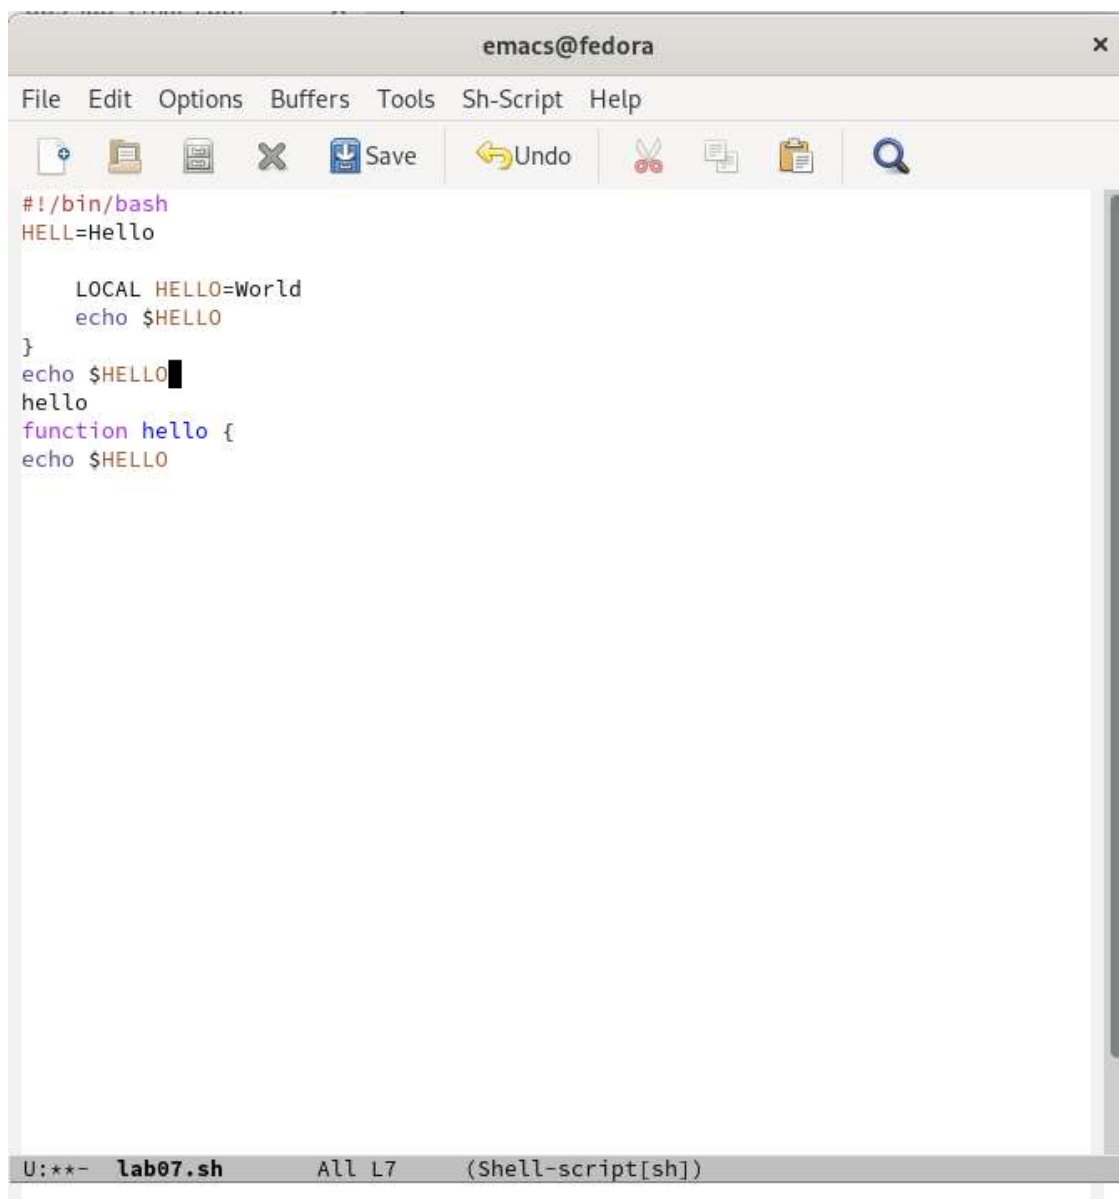 emacs@fedora ×
File Edit Options Buffers Tools Sh-Script Help
Save Undo
#!/bin/bash
HELL=Hello
    LOCAL HELLO=World
    echo $HELLO
}
echo $HELLO
hello
function hello {
echo $HELLO
U:**-  lab07.sh      All L7     (Shell-script[sh])